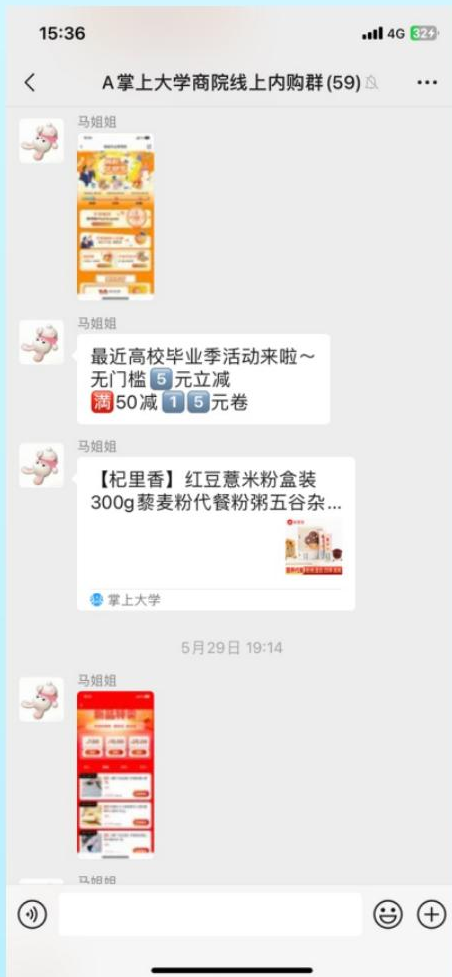 15:36
4G
32
A掌上大学商院线上内购群(59)
马姐姐
马姐姐
最近高校毕业季活动来啦～
无门槛5元立减
满50减15元卷
马姐姐
【杞里香】红豆薏米粉盒装
300g藜麦粉代餐粉粥五谷杂...
掌上大学
5月29日 19:14
马姐姐
马姐姐